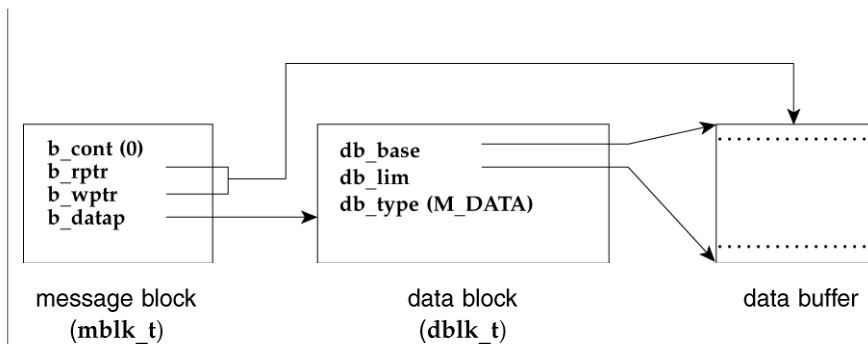 b_cont (0)
b_rptr
b_wptr
b_datap
db_base
db_lim
db_type (M_DATA)
message block
(mblk_t)
data block
(dblk_t)
data buffer